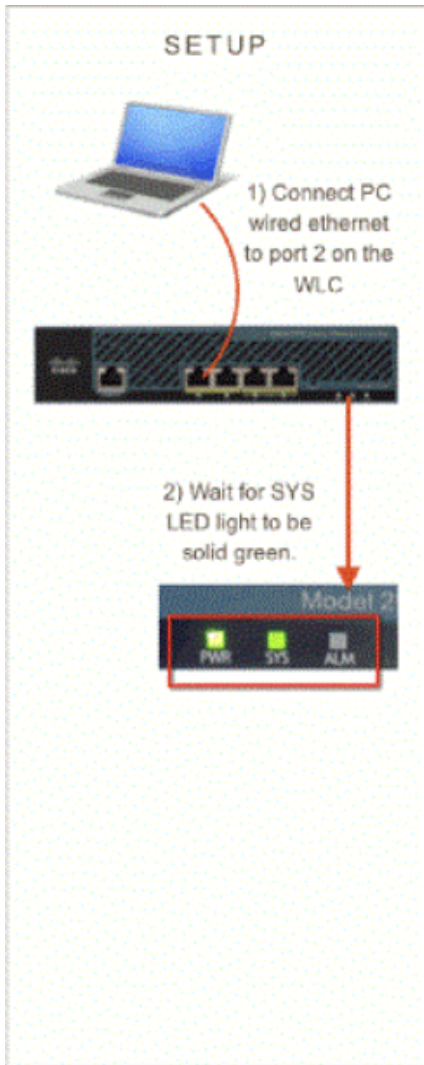 SETUP
1) Connect PC
wired ethernet
to port 2 on the
WLC
2) Wait for SYS
LED light to be
solid green.
Model 2
PWR SYS ALM